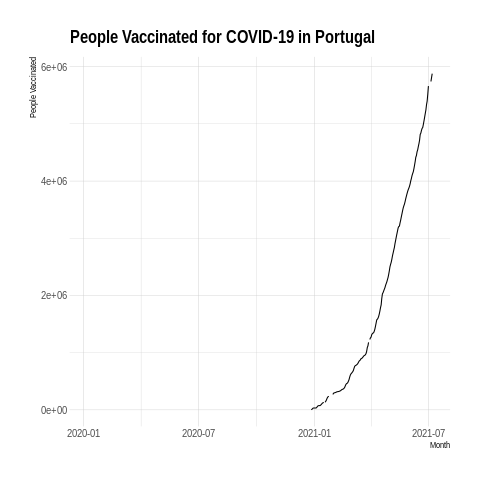 People Vaccinated for COVID-19 in Portugal
People Vaccinated
6e+06
4e+06
2e+06
0e+00
2020-01 2020-07 2021-01 2021-07
Month